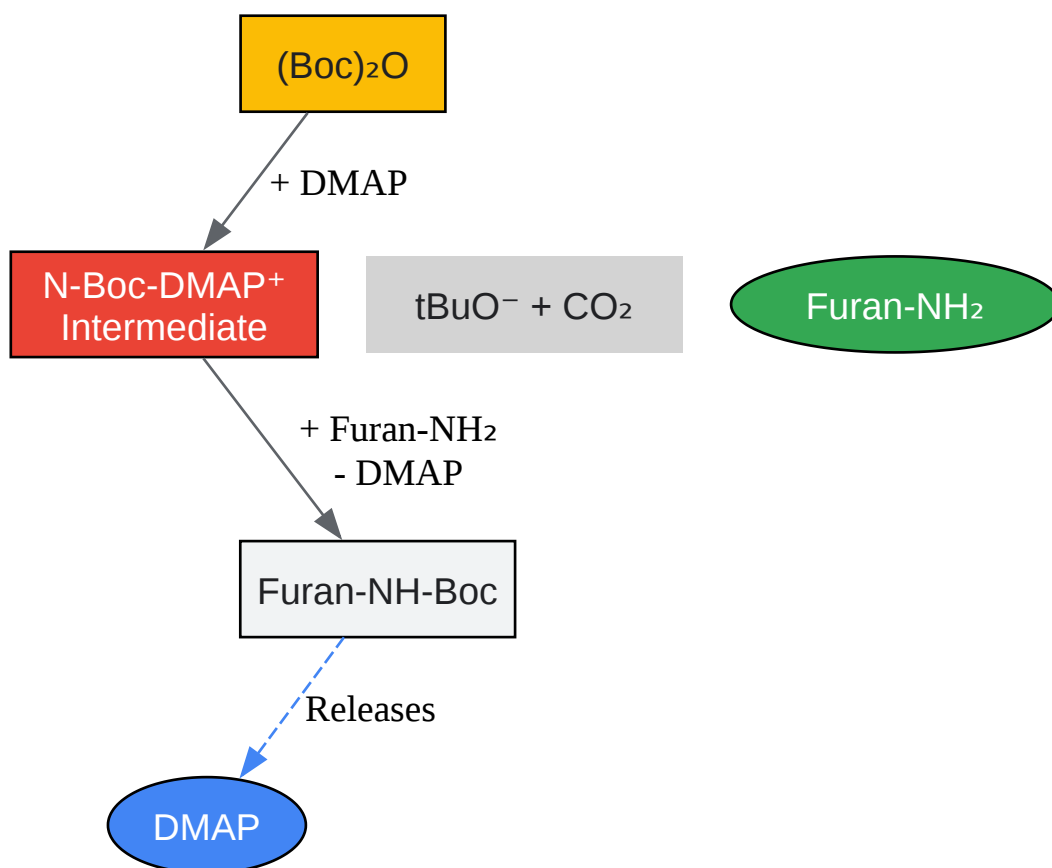 (Boc)₂O
+ DMAP
N-Boc-DMAP⁺
Intermediate
tBuO⁻ + CO₂
Furan-NH₂
+ Furan-NH₂
- DMAP
Furan-NH-Boc
Releases
DMAP